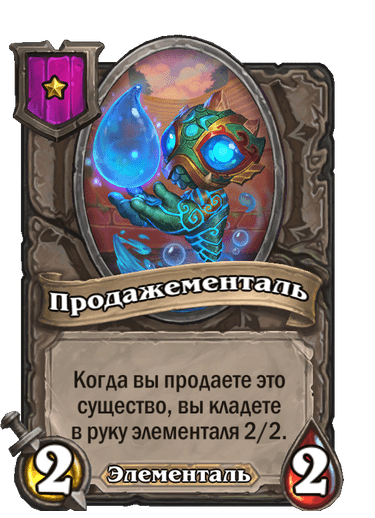 Продажементаль
Когда вы продаете это
существо, вы кладете
в руку элементаля 2/2.
2
Элементаль
2